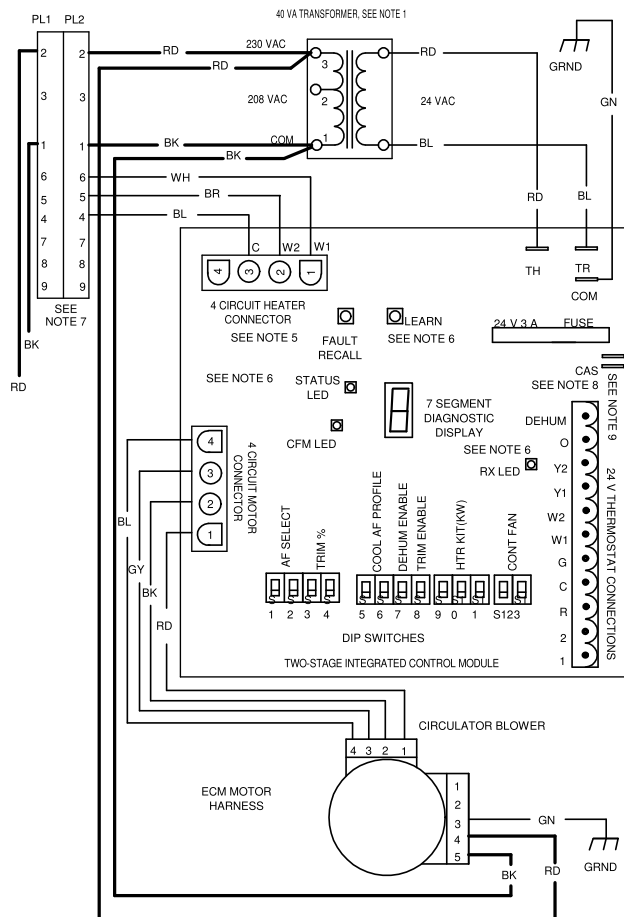 40 VA TRANSFORMER, SEE NOTE 1
PL1 PL2
2 2 RD 230 VAC RD
RD 3
GRND
3 3 208 VAC 2 24 VAC
GN
1 1 BK COM 1 BL
BK
6 6 WH
5 5 BR
4 4 BL
RD BL
7 7
8 8
9 9
C W2 W1
4 3 2 1
TH TR
COM
SEE
NOTE 7
4 CIRCUIT HEATER
CONNECTOR
SEE NOTE 5
FAULT
RECALL
LEARN
SEE NOTE 6
24 V 3 A FUSE
BK
RD
CAS
SEE NOTE 8
SEE NOTE 9
SEE NOTE 6
STATUS
LED
CFM LED
7 SEGMENT
DIAGNOSTIC
DISPLAY
SEE NOTE 6
RX LED
DEHUM
O
Y2
Y1
W2
W1
G
C
R
2
1
24 V THERMOSTAT CONNECTIONS
4
3
2
1
4 CIRCUIT MOTOR
CONNECTOR
BL
GY
BK
RD
AF SELECT
TRIM %
COOL AF PROFILE
DEHUM ENABLE
TRIM ENABLE
HTR KIT(KW)
CONT FAN
S S S S S S S S S S S
1 2 3 4 5 6 7 8 9 0 1 S123
DIP SWITCHES
TWO-STAGE INTEGRATED CONTROL MODULE
CIRCULATOR BLOWER
4 3 2 1
ECM MOTOR
HARNESS
1
2
3 GN
4
5
GRND
BK RD